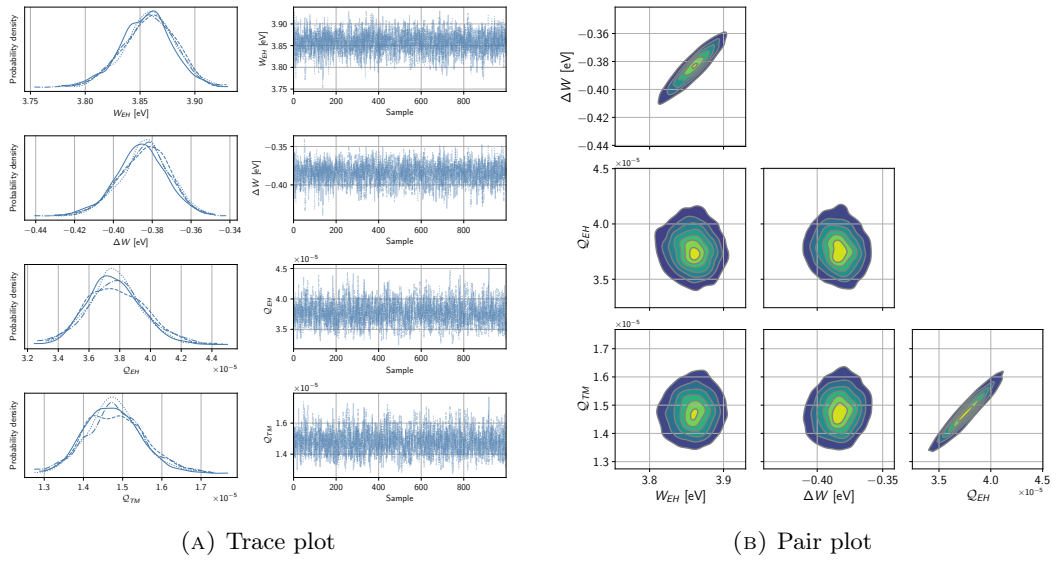 Probability density
3.75 3.80 3.85 3.90
W_EH [eV]
W_EH [eV]
3.90
3.85
3.80
3.75
0 200 400 600 800
Sample
Probability density
−0.44 −0.42 −0.40 −0.38 −0.36 −0.34
ΔW [eV]
ΔW [eV]
−0.35
−0.40
0 200 400 600 800
Sample
Probability density
3.2 3.4 3.6 3.8 4.0 4.2 4.4
Q_EH
×10⁻⁵
×10⁻⁵
Q_EH
4.5
4.0
3.5
0 200 400 600 800
Sample
Probability density
1.3 1.4 1.5 1.6 1.7
Q_TM
×10⁻⁵
×10⁻⁵
Q_TM
1.6
1.4
0 200 400 600 800
Sample
(A) Trace plot
ΔW [eV]
−0.36
−0.38
−0.40
−0.42
−0.44
×10⁻⁵
Q_EH
4.5
4.0
3.5
×10⁻⁵
Q_TM
1.7
1.6
1.5
1.4
1.3
3.8 3.9
W_EH [eV]
−0.40 −0.35
ΔW [eV]
3.5 4.0 4.5
Q_EH
×10⁻⁵
(B) Pair plot